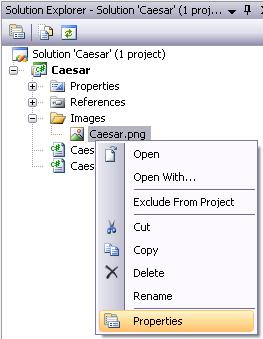 Solution Explorer - Solution 'Caesar' (1 proj...
Solution 'Caesar' (1 project)
Caesar
Properties
References
Images
Caesar.png
Caes
Caes
Open
Open With...
Exclude From Project
Cut
Copy
Delete
Rename
Properties